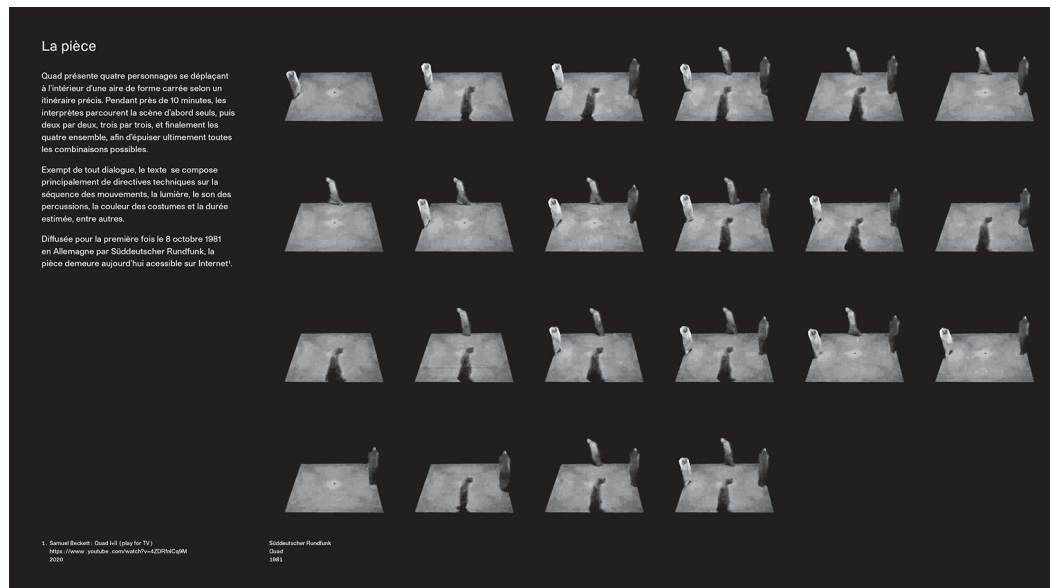 La pièce
Quad présente quatre personnages se déplaçant
à l'intérieur d'une aire de forme carrée selon un
itinéraire précis. Pendant près de 10 minutes, les
interprètes parcourent la scène d'abord seuls, puis
deux par deux, trois par trois, et finalement les
quatre ensemble, afin d'épuiser ultimement toutes
les combinaisons possibles.
Exempt de tout dialogue, le texte se compose
principalement de directives techniques sur la
séquence des mouvements, la lumière, le son des
percussions, la couleur des costumes et la durée
estimée, entre autres.
Diffusée pour la première fois le 8 octobre 1981
en Allemagne par Süddeutscher Rundfunk, la
pièce demeure aujourd'hui acessible sur Internet¹.
1. Samuel Beckett: Quad I+II (play for TV)
https://www.youtube.com/watch?v=4ZDRfnICq9M
2020
Süddeutscher Rundfunk
Quad
1981